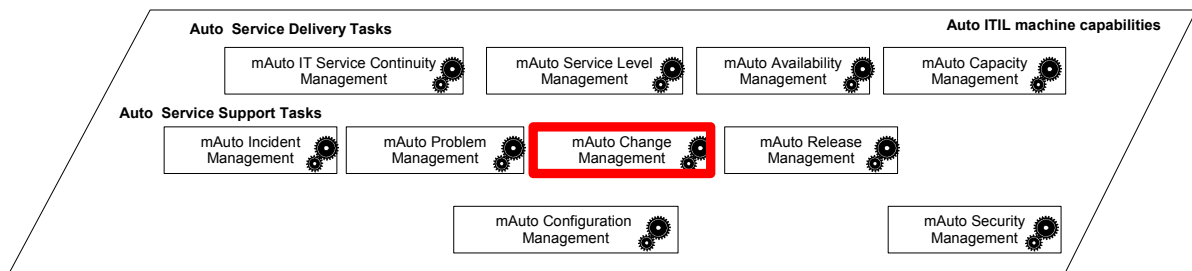 Auto Service Delivery Tasks
Auto ITIL machine capabilities
mAuto IT Service Continuity
Management
mAuto Service Level
Management
mAuto Availability
Management
mAuto Capacity
Management
Auto Service Support Tasks
mAuto Incident
Management
mAuto Problem
Management
mAuto Change
Management
mAuto Release
Management
mAuto Configuration
Management
mAuto Security
Management